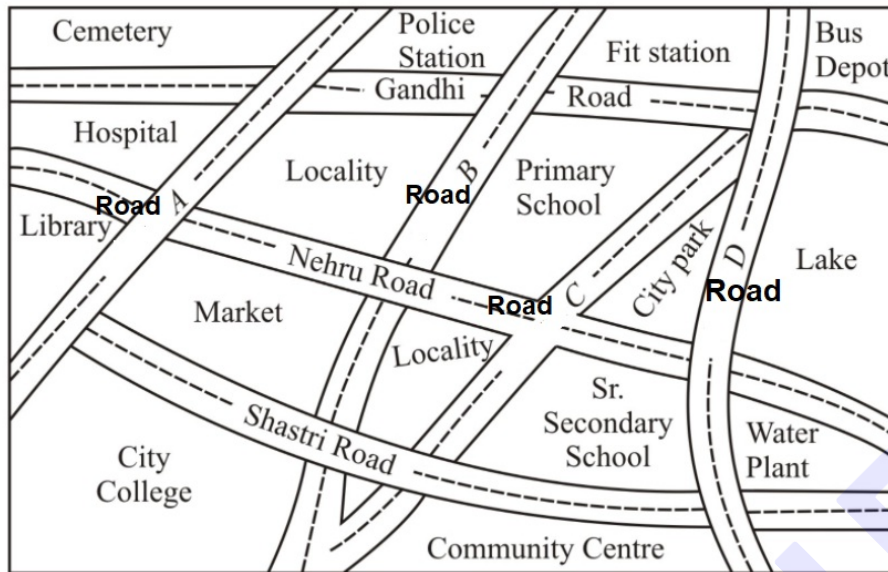 Cemetery
Police
Station
Fit station
Bus
Depot
Gandhi Road
Hospital
Locality
Road B
Primary
School
Road A
Library
City park
Road D
Lake
Nehru Road
Road C
Market
Locality
Sr.
Secondary
School
Shastri Road
Water
Plant
City
College
Community Centre